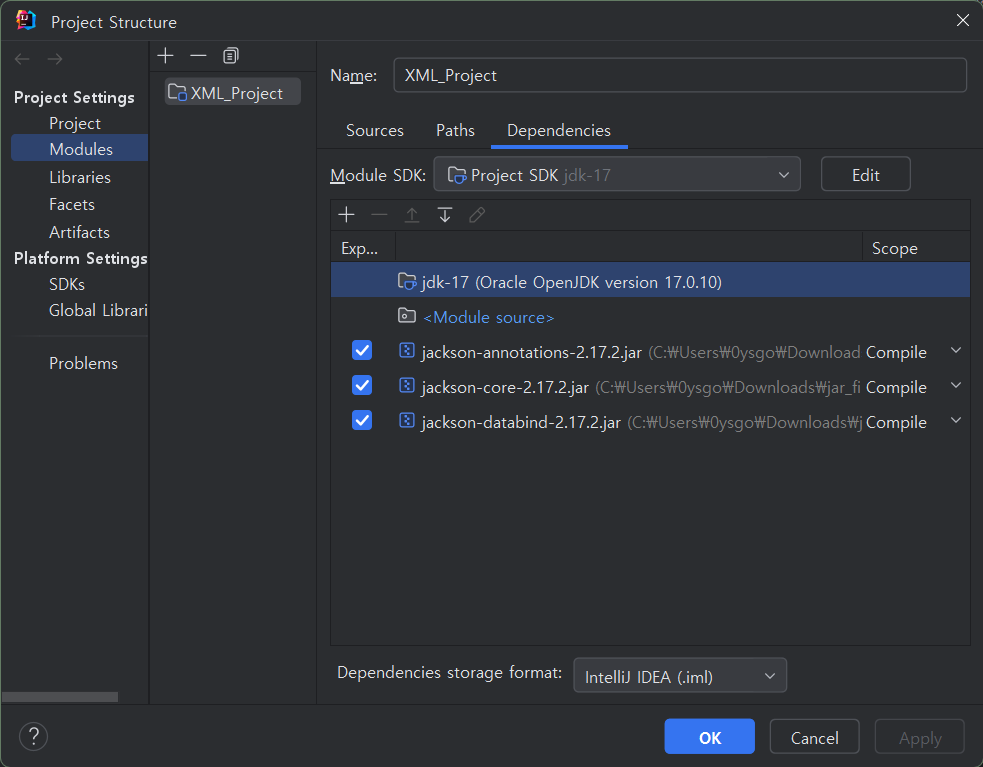 Project Structure
Project Settings
Project
Modules
Libraries
Facets
Artifacts
Platform Settings
SDKs
Global Librari
Problems
XML_Project
Name: XML_Project
Sources Paths Dependencies
Module SDK: Project SDK jdk-17 Edit
Exp... Scope
jdk-17 (Oracle OpenJDK version 17.0.10)
<Module source>
jackson-annotations-2.17.2.jar (C:₩Users₩0ysgo₩Download Compile
jackson-core-2.17.2.jar (C:₩Users₩0ysgo₩Downloads₩jar_fi Compile
jackson-databind-2.17.2.jar (C:₩Users₩0ysgo₩Downloads₩j Compile
Dependencies storage format: IntelliJ IDEA (.iml)
? OK Cancel Apply